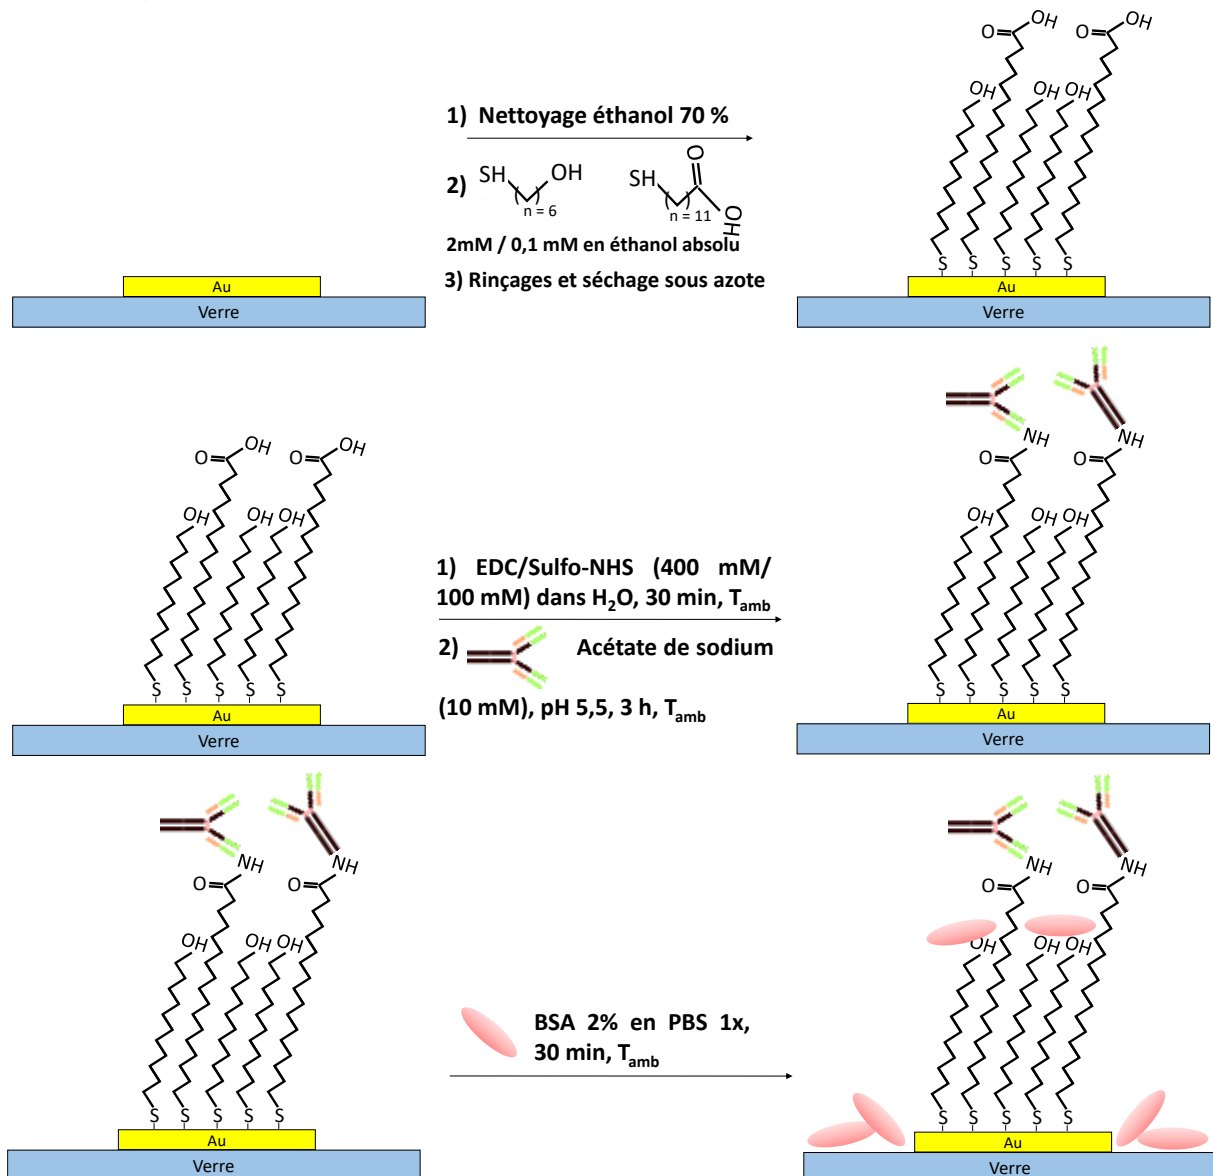 1) Nettoyage éthanol 70 %
2) SH OH n = 6 SH O OH n = 11
2mM / 0,1 mM en éthanol absolu
3) Rinçages et séchage sous azote
Au
Verre
O OH O OH
OH OH OH
S S S S S
Au
Verre
O OH O OH
OH OH OH
S S S S S
Au
Verre
1) EDC/Sulfo-NHS (400 mM/
100 mM) dans H₂O, 30 min, Tamb
2) Acétate de sodium
(10 mM), pH 5,5, 3 h, Tamb
NH NH
O O
OH OH OH
S S S S S
Au
Verre
NH NH
O O
OH OH OH
S S S S S
Au
Verre
BSA 2% en PBS 1x,
30 min, Tamb
NH NH
O O
OH OH OH
S S S S S
Au
Verre